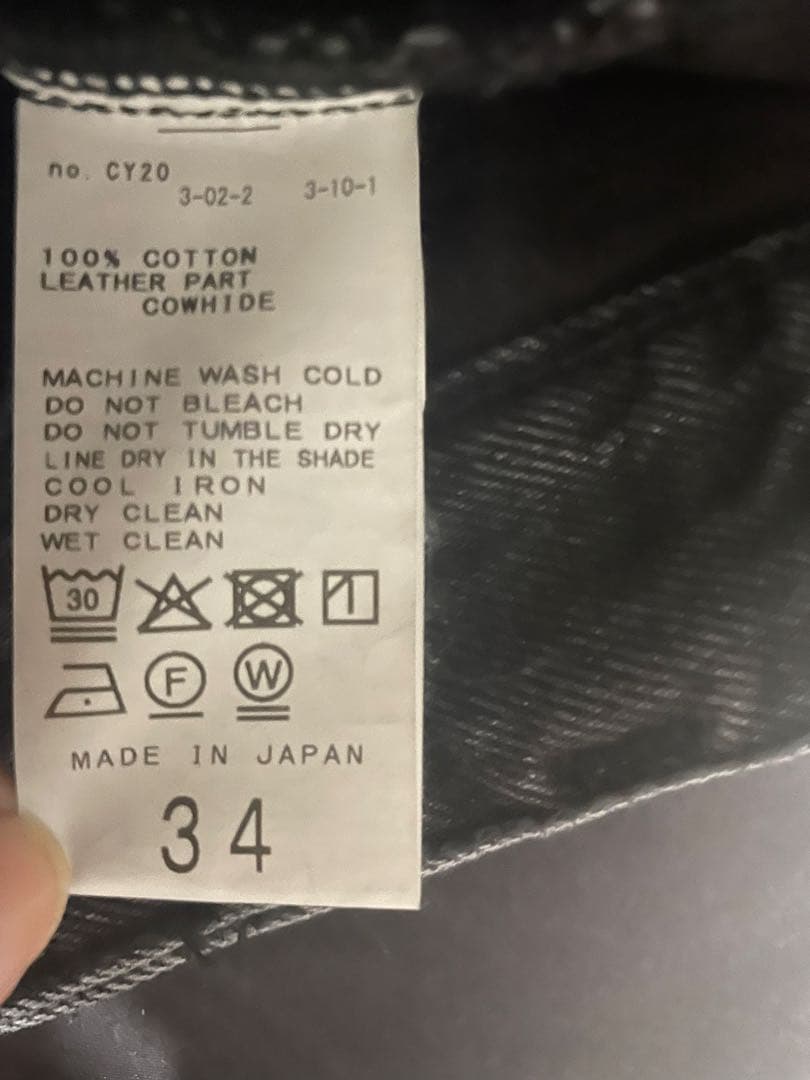 no. CY20
3-02-2 3-10-1
100% COTTON
LEATHER PART
COWHIDE
MACHINE WASH COLD
DO NOT BLEACH
DO NOT TUMBLE DRY
LINE DRY IN THE SHADE
COOL IRON
DRY CLEAN
WET CLEAN
30
F W
MADE IN JAPAN
34